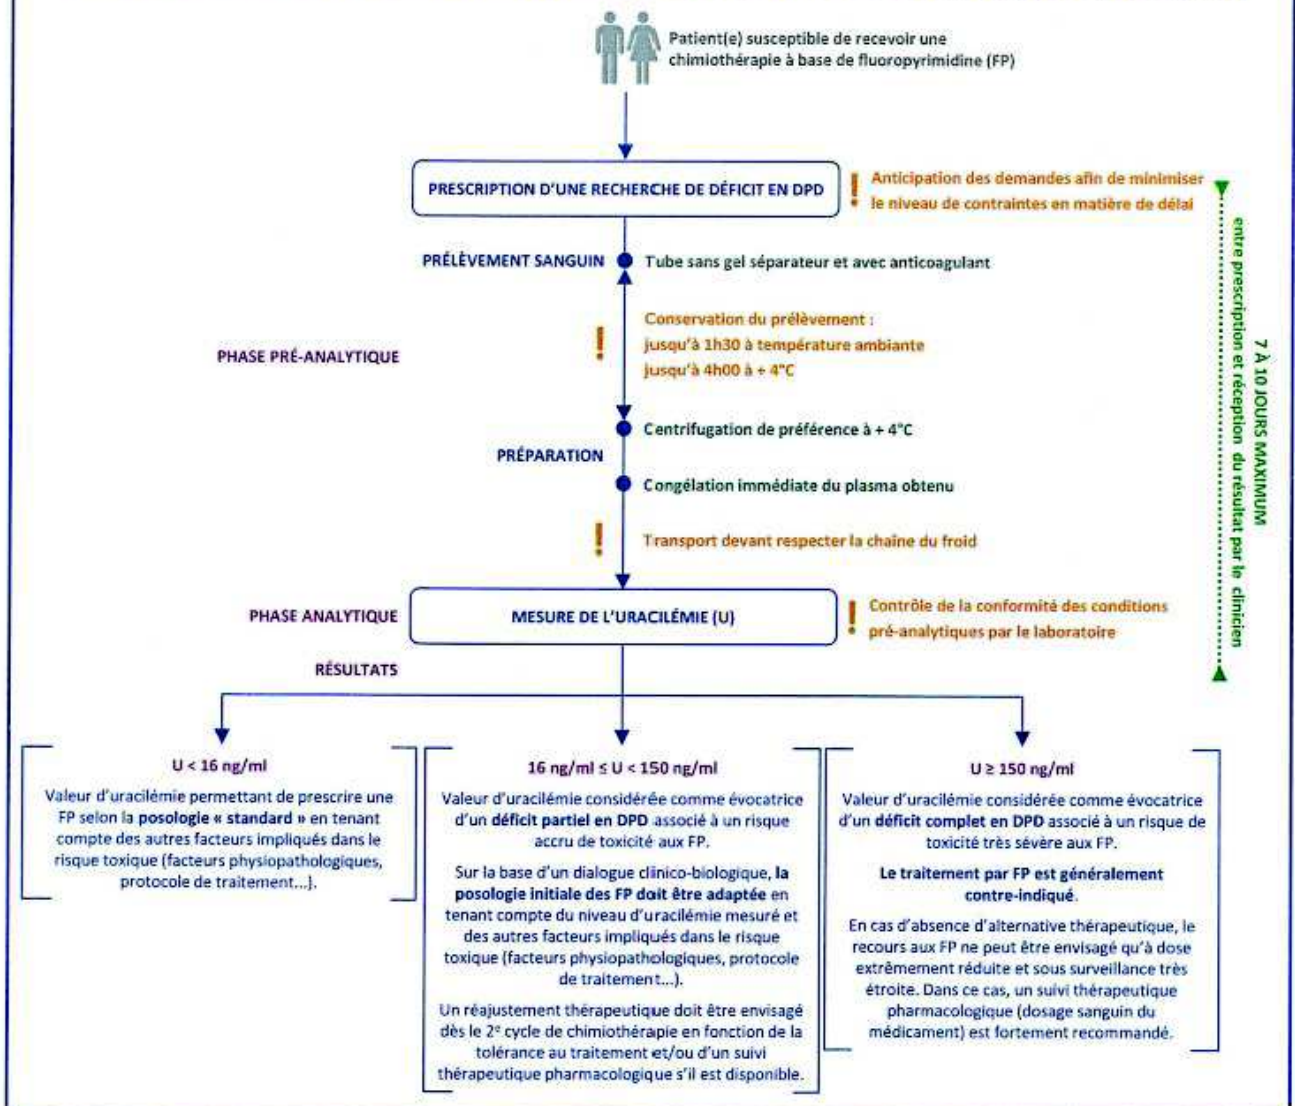 Patient(e) susceptible de recevoir une
chimiothérapie à base de fluoropyrimidine (FP)
PRESCRIPTION D'UNE RECHERCHE DE DÉFICIT EN DPD
! Anticipation des demandes afin de minimiser
le niveau de contraintes en matière de délai
PRÉLÈVEMENT SANGUIN
Tube sans gel séparateur et avec anticoagulant
PHASE PRÉ-ANALYTIQUE
! Conservation du prélèvement :
jusqu'à 1h30 à température ambiante
jusqu'à 4h00 à + 4°C
Centrifugation de préférence à + 4°C
PRÉPARATION
Congélation immédiate du plasma obtenu
! Transport devant respecter la chaîne du froid
7 À 10 JOURS MAXIMUM
entre prescription et réception du résultat par le clinicien
PHASE ANALYTIQUE
MESURE DE L'URACILÉMIE (U)
! Contrôle de la conformité des conditions
pré-analytiques par le laboratoire
RÉSULTATS
U < 16 ng/ml
Valeur d'uracilémie permettant de prescrire une
FP selon la posologie « standard » en tenant
compte des autres facteurs impliqués dans le
risque toxique (facteurs physiopathologiques,
protocole de traitement...).
16 ng/ml ≤ U < 150 ng/ml
Valeur d'uracilémie considérée comme évocatrice
d'un déficit partiel en DPD associé à un risque
accru de toxicité aux FP.
Sur la base d'un dialogue clinico-biologique, la
posologie initiale des FP doit être adaptée en
tenant compte du niveau d'uracilémie mesuré et
des autres facteurs impliqués dans le risque
toxique (facteurs physiopathologiques, protocole
de traitement...).
Un réajustement thérapeutique doit être envisagé
dès le 2e cycle de chimiothérapie en fonction de la
tolérance au traitement et/ou d'un suivi
thérapeutique pharmacologique s'il est disponible.
U ≥ 150 ng/ml
Valeur d'uracilémie considérée comme évocatrice
d'un déficit complet en DPD associé à un risque de
toxicité très sévère aux FP.
Le traitement par FP est généralement
contre-indiqué.
En cas d'absence d'alternative thérapeutique, le
recours aux FP ne peut être envisagé qu'à dose
extrêmement réduite et sous surveillance très
étroite. Dans ce cas, un suivi thérapeutique
pharmacologique (dosage sanguin du
médicament) est fortement recommandé.